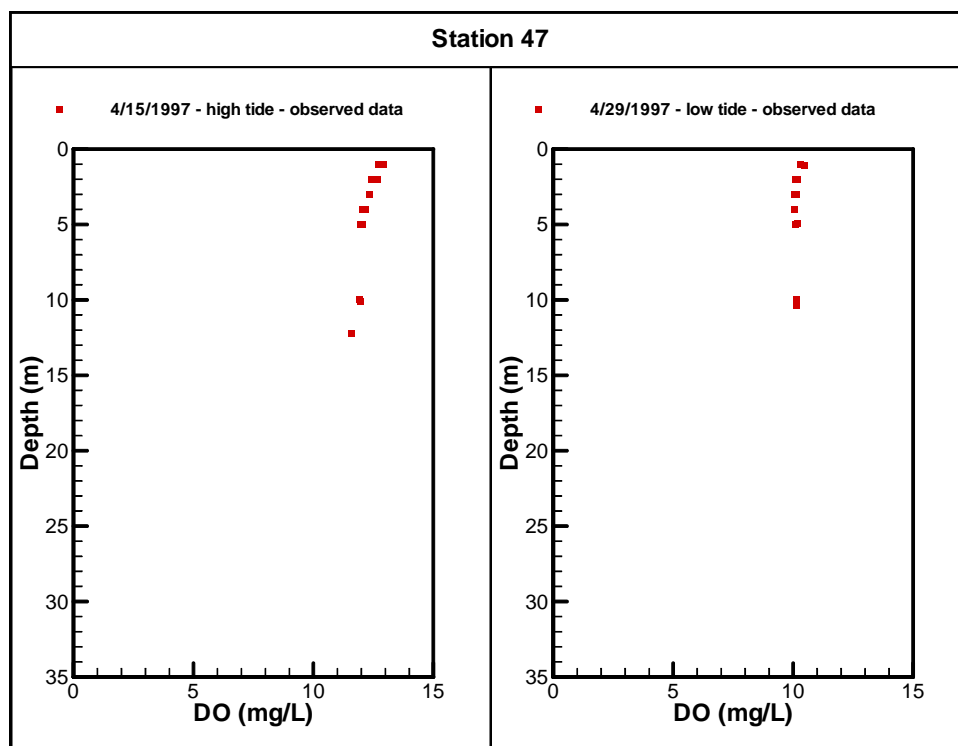 Station 47
4/15/1997 - high tide - observed data
0
5
10
15
20
25
30
35
Depth (m)
0 5 10 15
DO (mg/L)
4/29/1997 - low tide - observed data
0
5
10
15
20
25
30
35
Depth (m)
0 5 10 15
DO (mg/L)